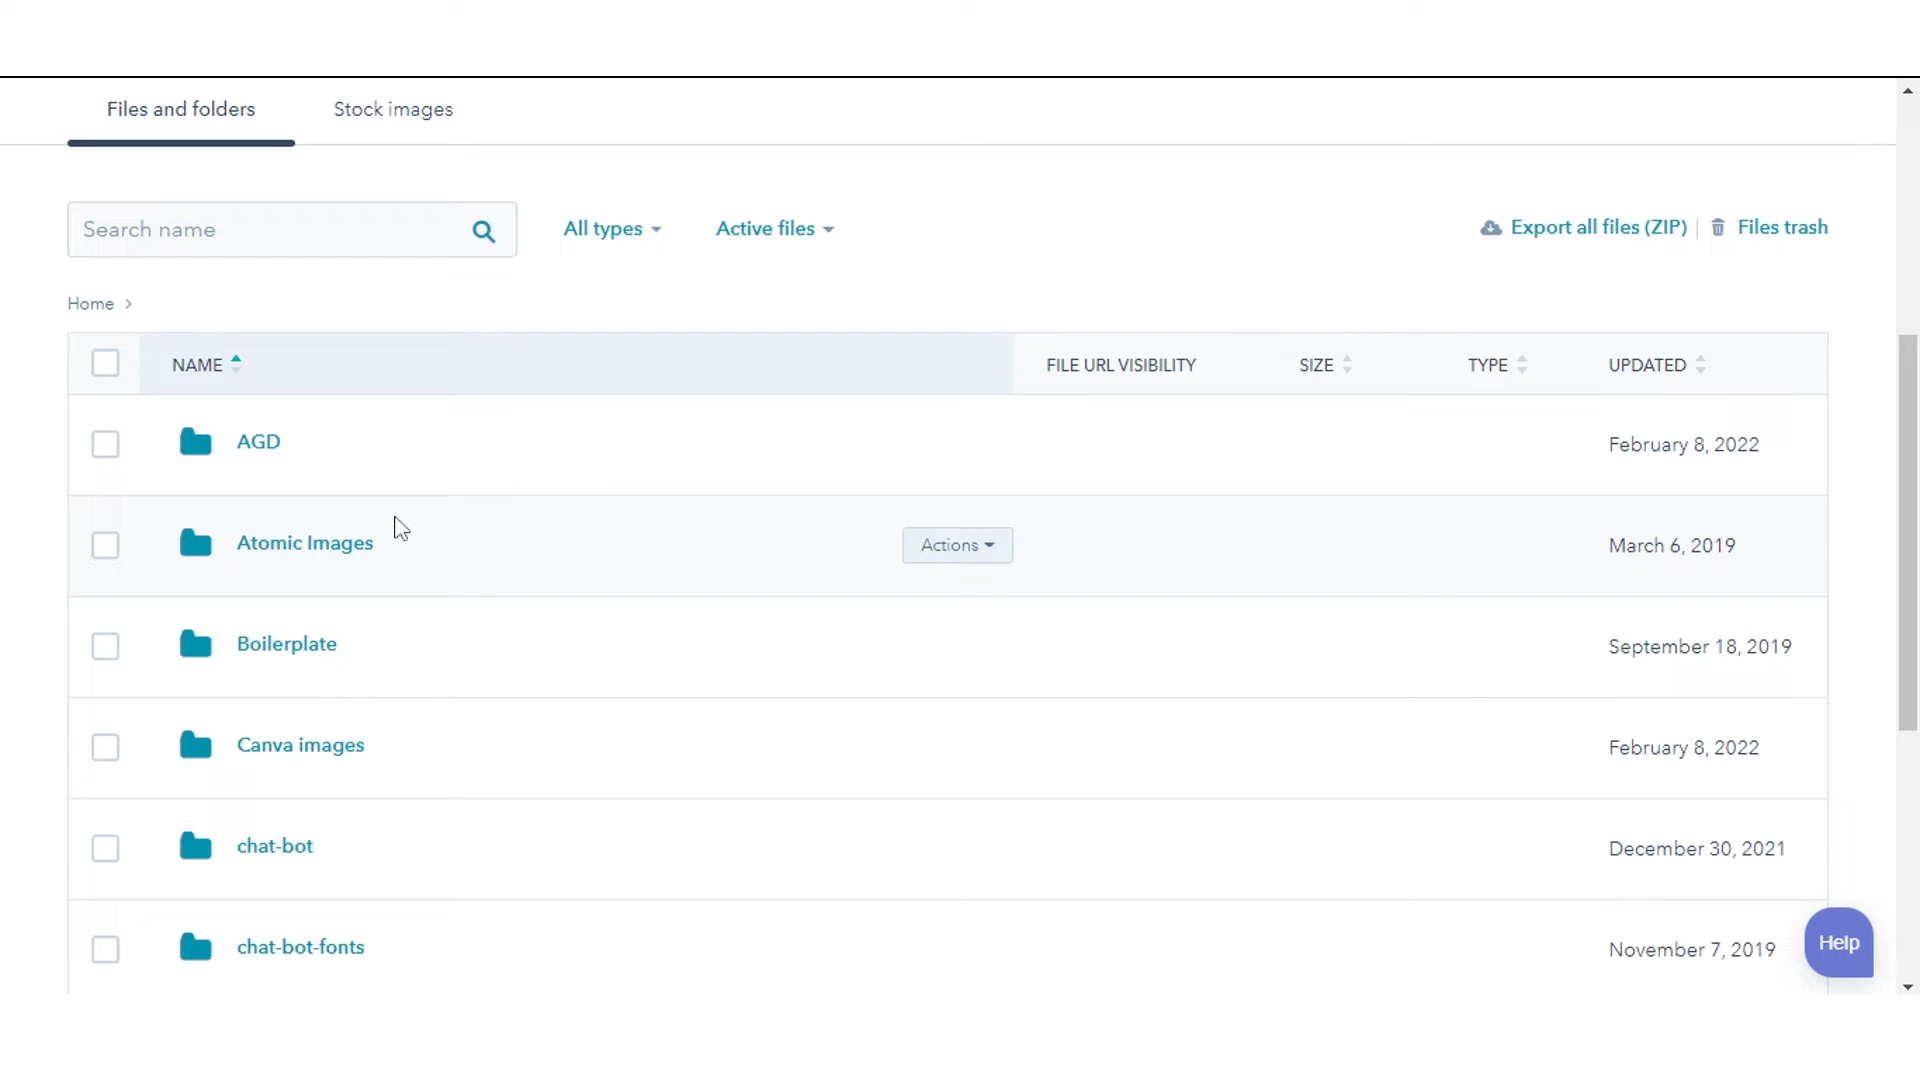 Files and folders Stock images
Search name All types Active files Export all files (ZIP) Files trash
Home >
NAME FILE URL VISIBILITY SIZE TYPE UPDATED
AGD February 8, 2022
Atomic Images Actions March 6, 2019
Boilerplate September 18, 2019
Canva images February 8, 2022
chat-bot December 30, 2021
chat-bot-fonts November 7, 2019
Help